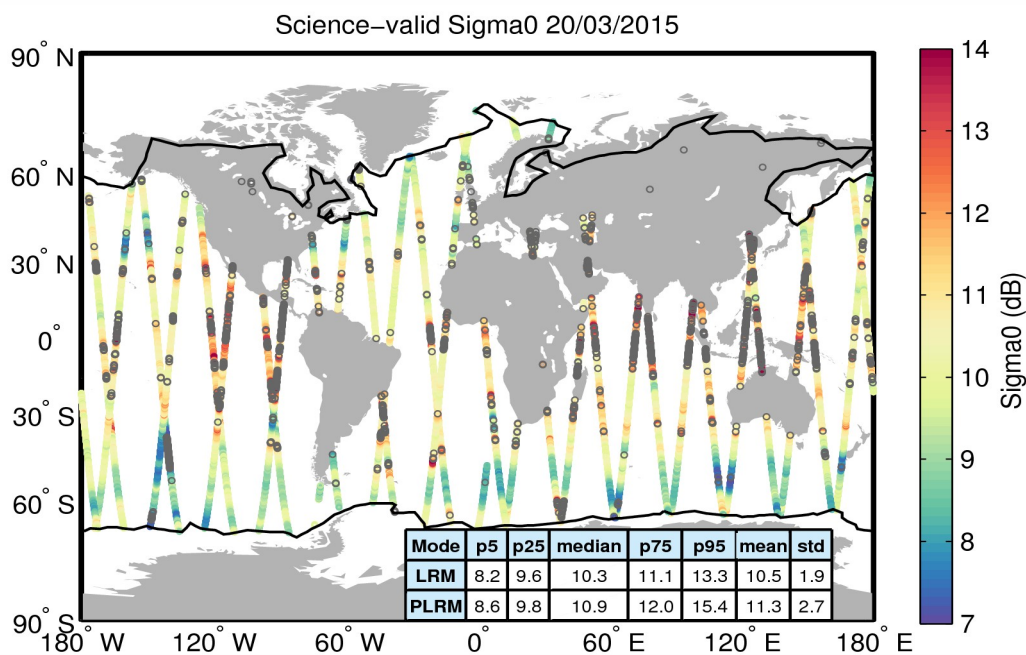 Science-valid Sigma0 20/03/2015
90° N
60° N
30° N
0°
30° S
60° S
90° S
180° W
120° W
60° W
0°
60° E
120° E
180° E
14
13
12
11
10
9
8
7
Sigma0 (dB)
Mode p5 p25 median p75 p95 mean std
LRM 8.2 9.6 10.3 11.1 13.3 10.5 1.9
PLRM 8.6 9.8 10.9 12.0 15.4 11.3 2.7